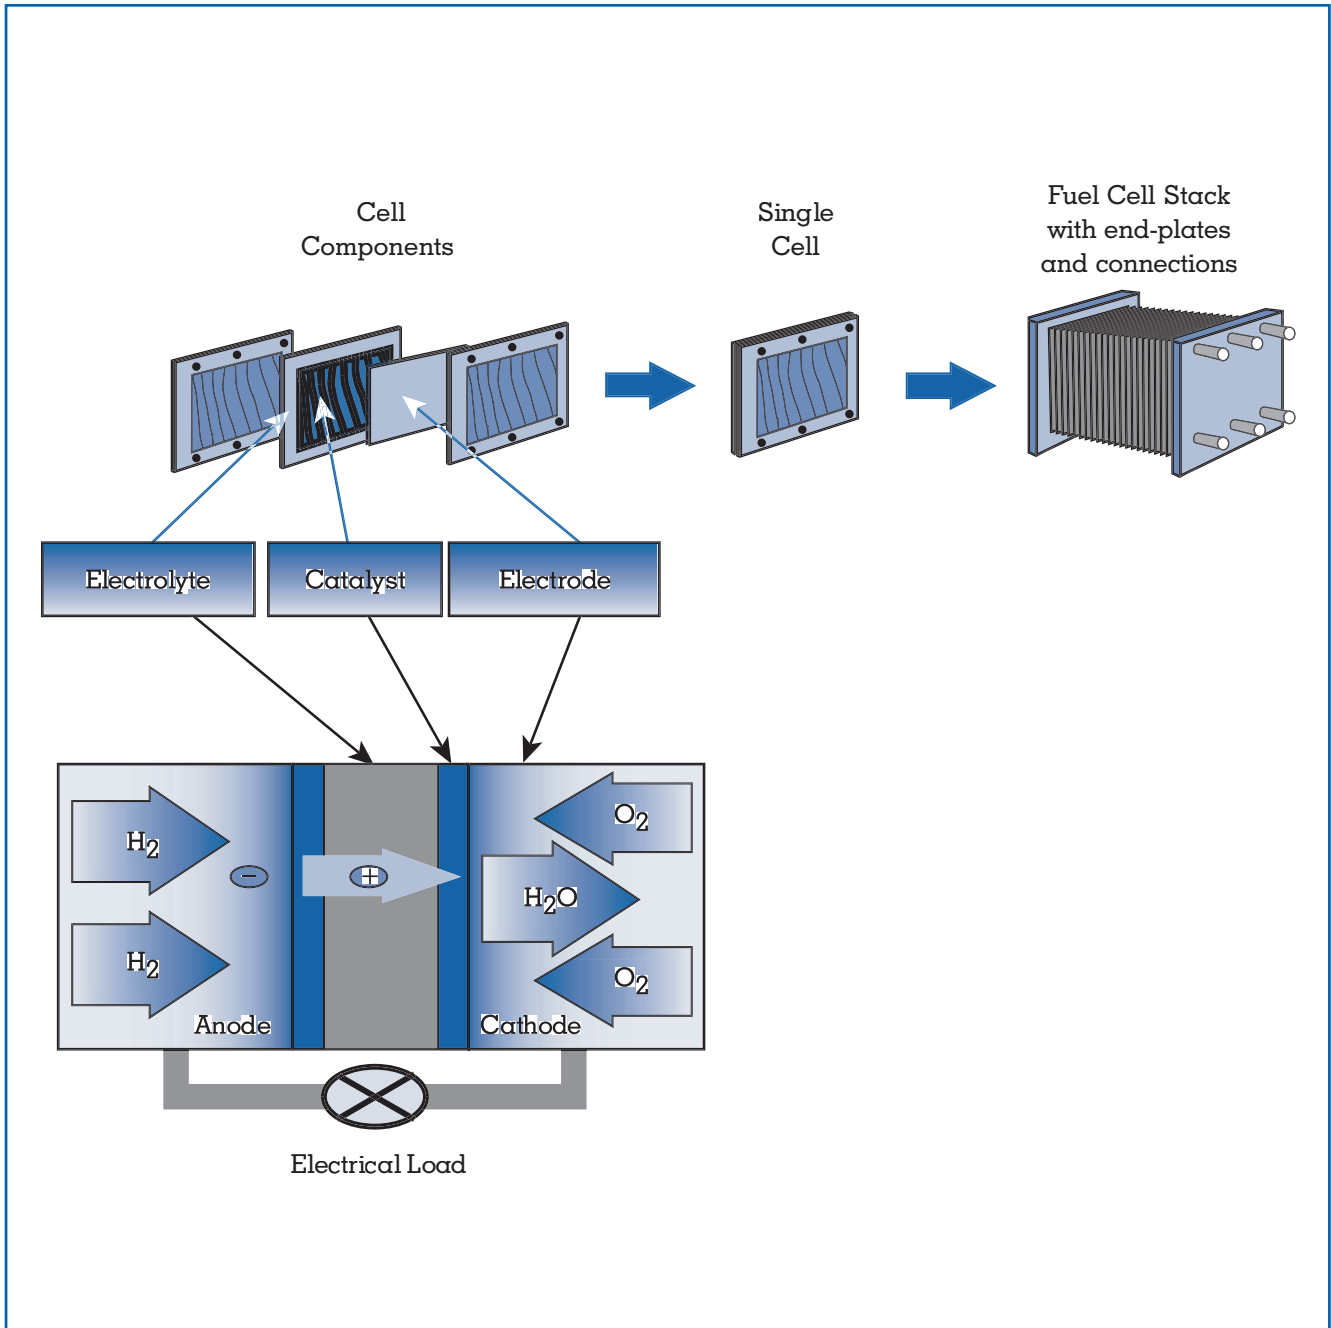 Cell
Components
Single
Cell
Fuel Cell Stack
with end-plates
and connections
Electrolyte
Catalyst
Electrode
H2
O2
−
+
H2O
H2
O2
Anode
Cathode
Electrical Load